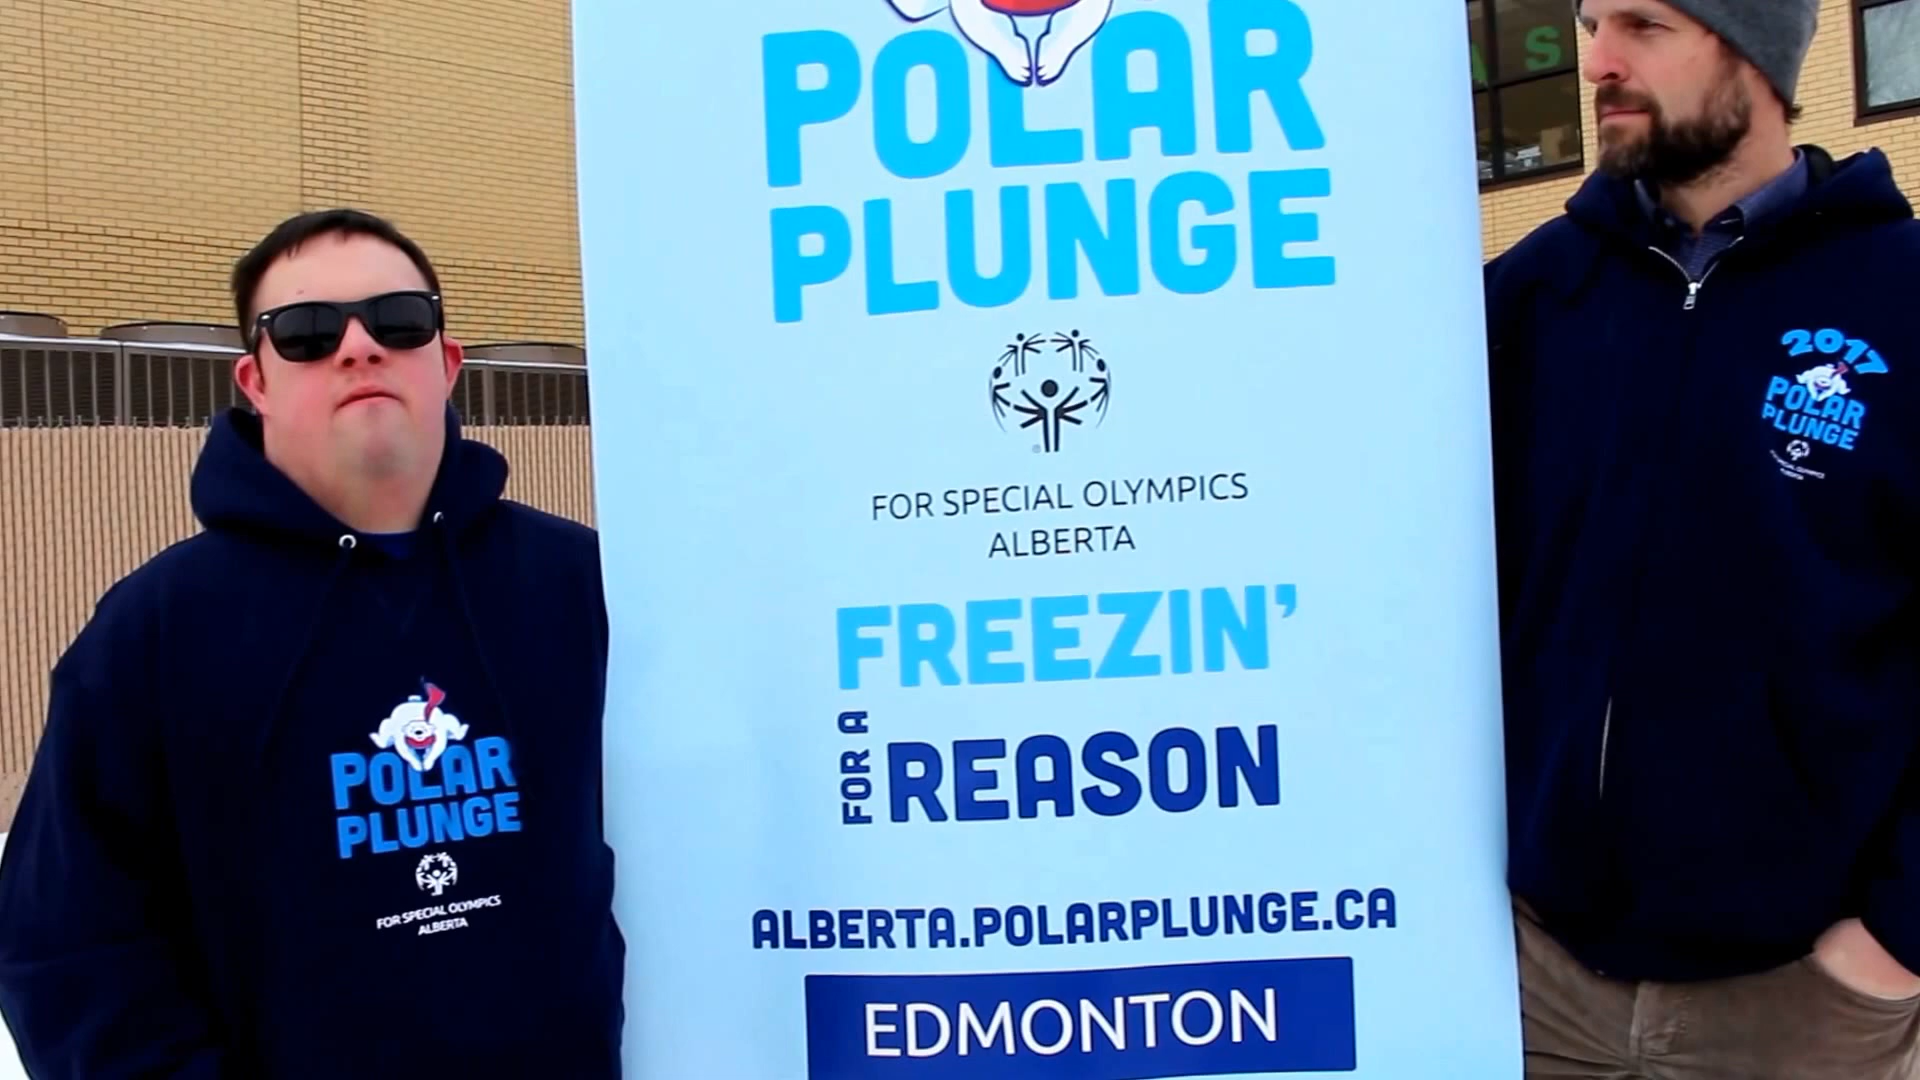 POLAR
PLUNGE
FOR SPECIAL OLYMPICS
ALBERTA
FREEZIN'
FOR A
REASON
ALBERTA.POLARPLUNGE.CA
EDMONTON
POLAR
PLUNGE
FOR SPECIAL OLYMPICS
ALBERTA
2017
POLAR
PLUNGE
A S